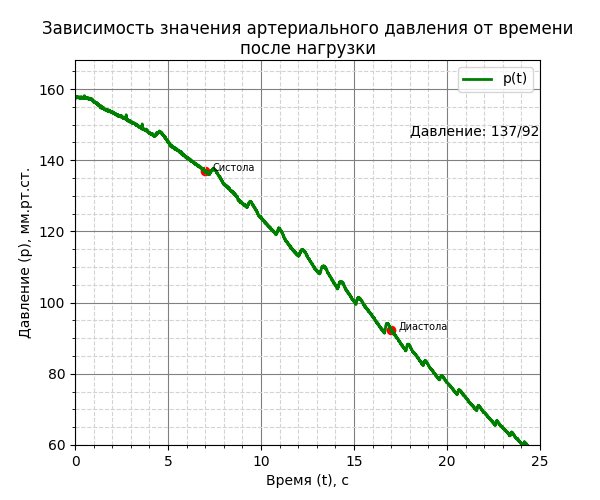 Зависимость значения артериального давления от времени
после нагрузки
p(t)
Давление: 137/92
Систола
Диастола
160
140
120
100
80
60
0 5 10 15 20 25
Давление (p), мм.рт.ст.
Время (t), с